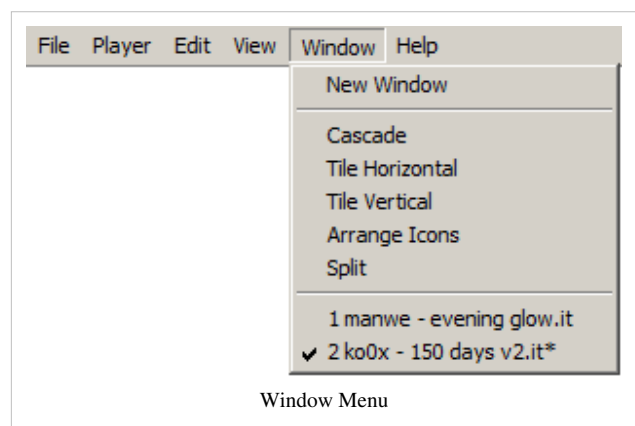 File Player Edit View Window Help
New Window
Cascade
Tile Horizontal
Tile Vertical
Arrange Icons
Split
1 manwe - evening glow.it
2 ko0x - 150 days v2.it*
Window Menu